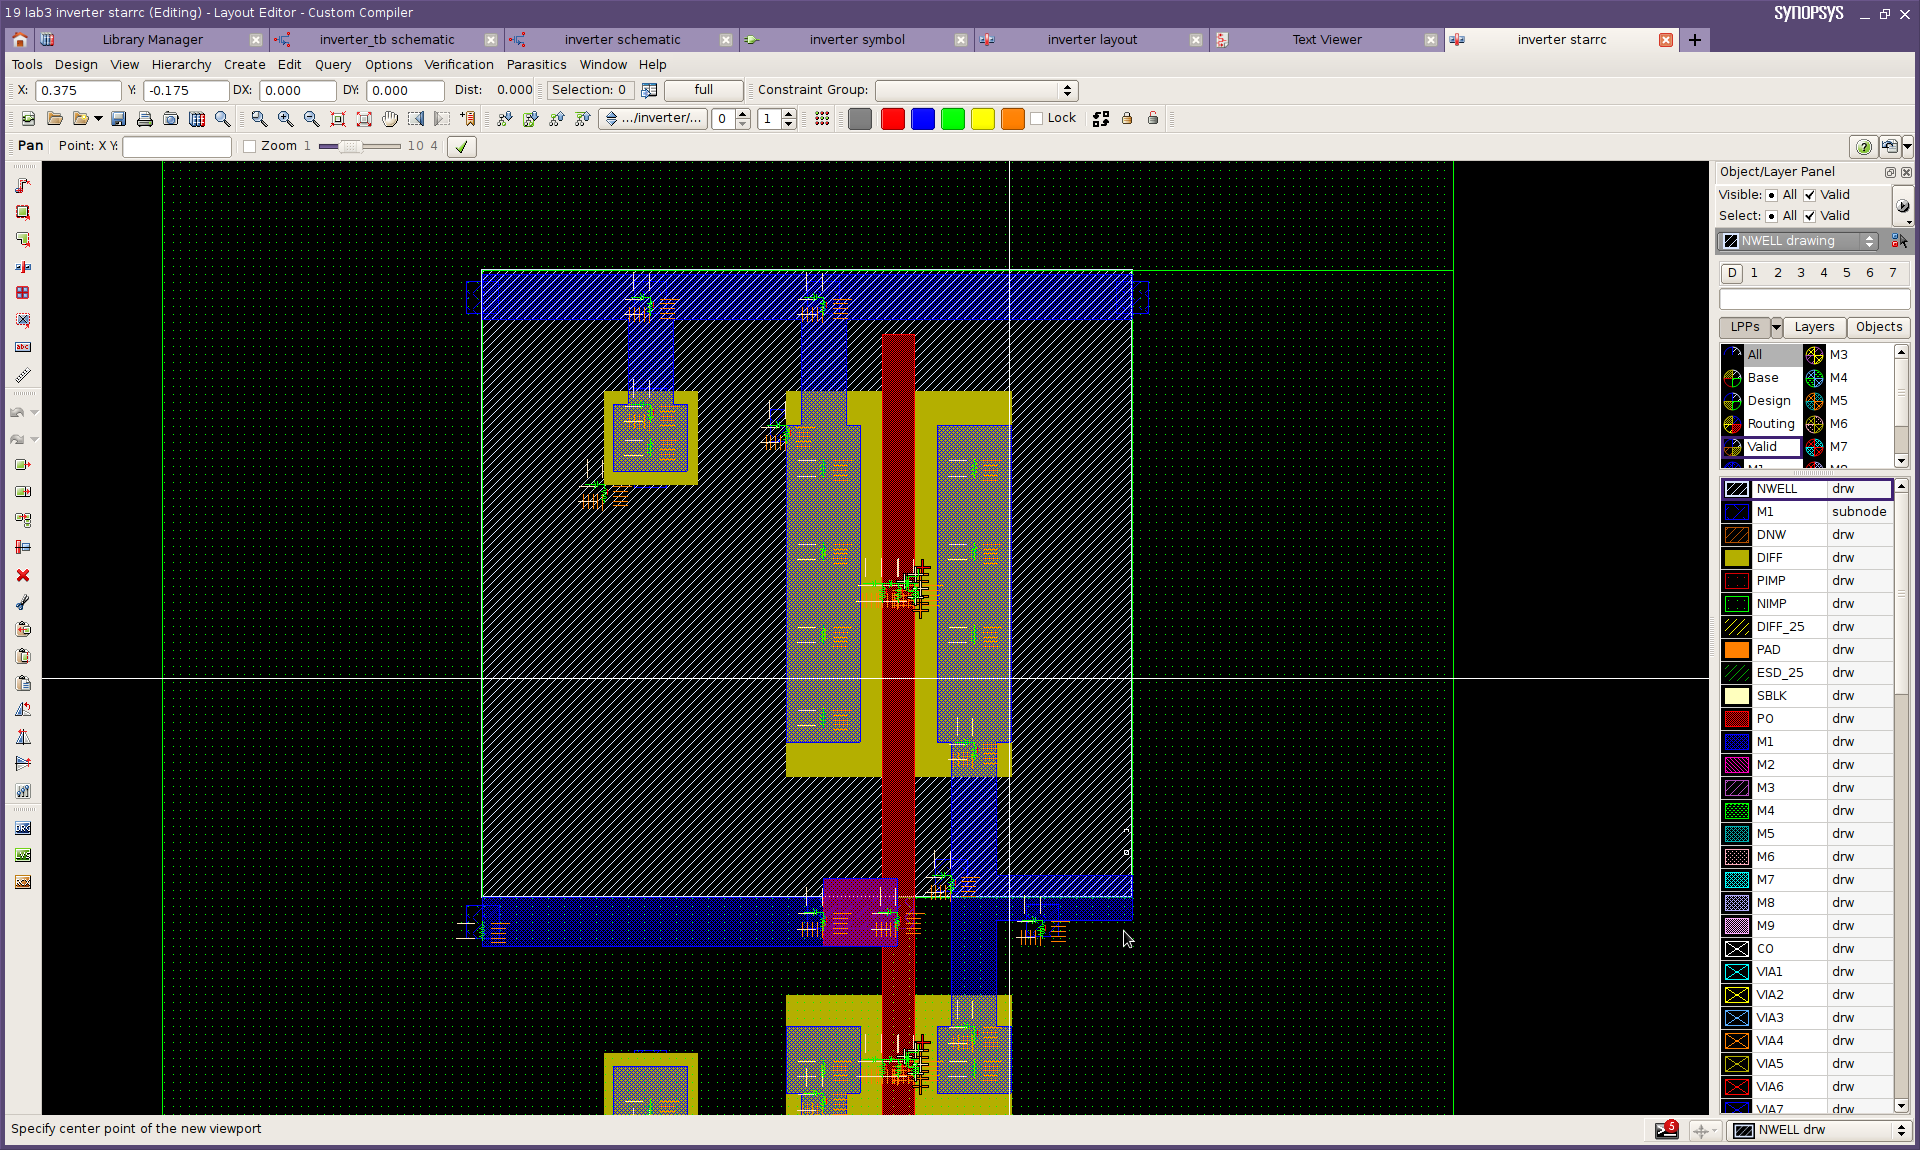 19 lab3 inverter starrc (Editing) - Layout Editor - Custom Compiler
SYNOPSYS
Library Manager
inverter_tb schematic
inverter schematic
inverter symbol
inverter layout
Text Viewer
inverter starrc
Tools Design View Hierarchy Create Edit Query Options Verification Parasitics Window Help
X: 0.375 Y: -0.175 DX: 0.000 DY: 0.000 Dist: 0.000 Selection: 0 full Constraint Group:
.../inverter/... 0 1 Lock
Pan Point: X Y: Zoom 1 10 4
Object/Layer Panel
Visible: All Valid
Select: All Valid
NWELL drawing
D 1 2 3 4 5 6 7
LPPs Layers Objects
All M3
Base M4
Design M5
Routing M6
Valid M7
NWELL drw
M1 subnode
DNW drw
DIFF drw
PIMP drw
NIMP drw
DIFF_25 drw
PAD drw
ESD_25 drw
SBLK drw
PO drw
M1 drw
M2 drw
M3 drw
M4 drw
M5 drw
M6 drw
M7 drw
M8 drw
M9 drw
CO drw
VIA1 drw
VIA2 drw
VIA3 drw
VIA4 drw
VIA5 drw
VIA6 drw
VIA7 drw
DRC
LVS
abc
Specify center point of the new viewport
5
NWELL drw